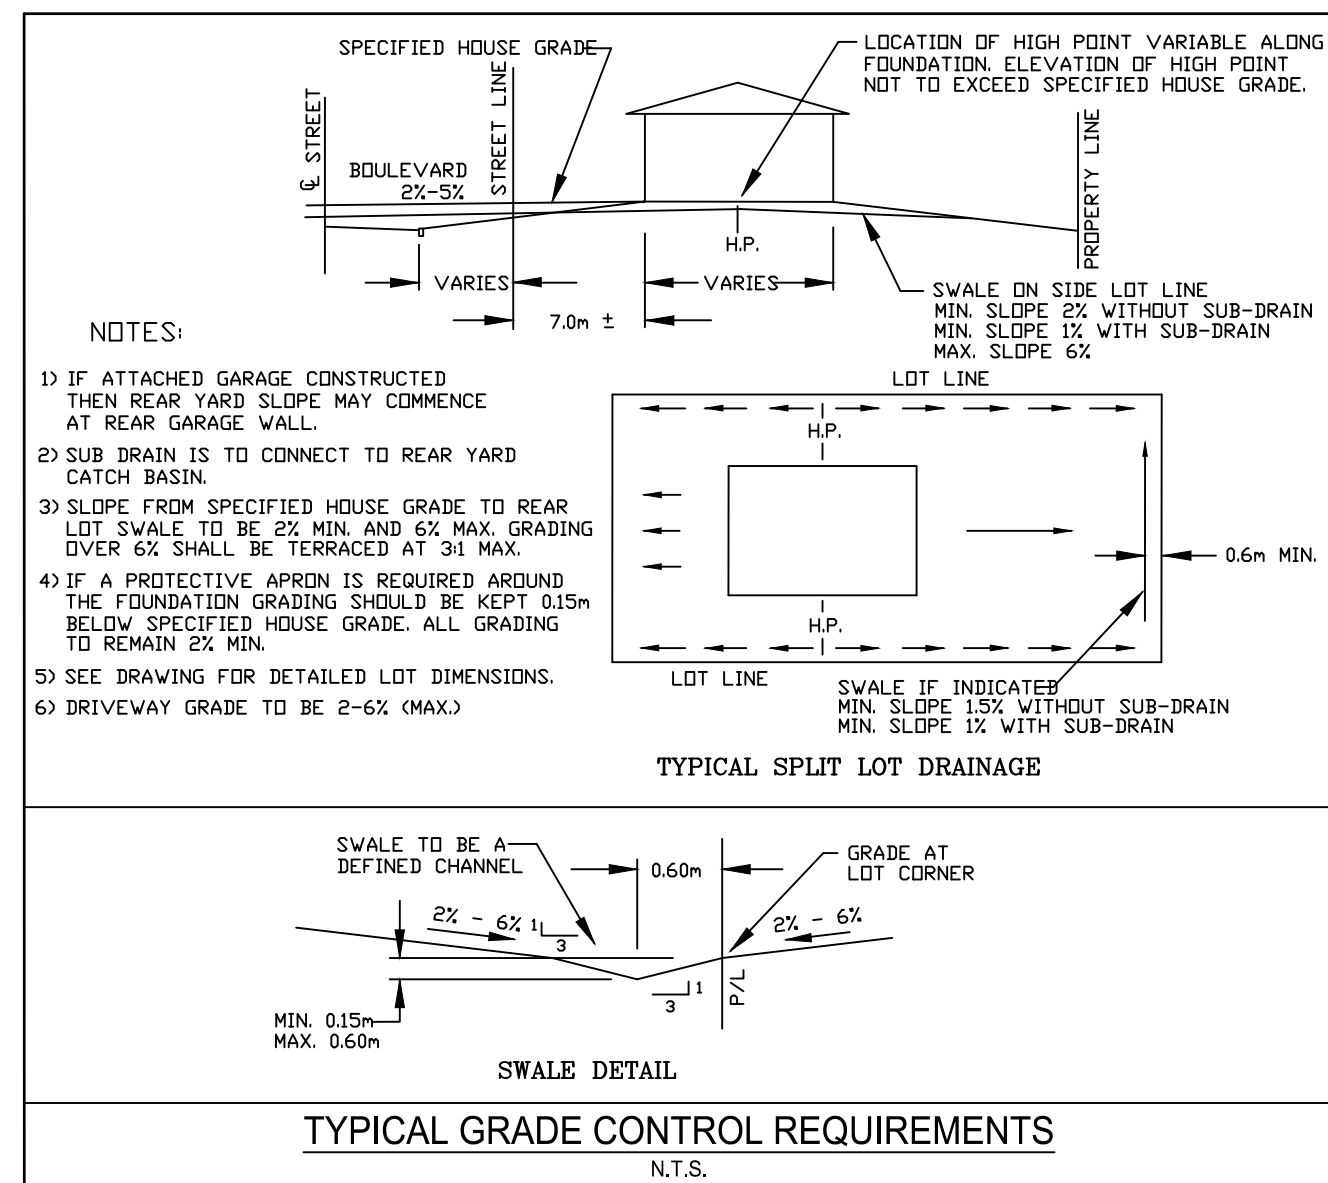 SPECIFIED HOUSE GRADE
LOCATION OF HIGH POINT VARIABLE ALONG
FOUNDATION. ELEVATION OF HIGH POINT
NOT TO EXCEED SPECIFIED HOUSE GRADE.
℄ STREET
STREET LINE
BOULEVARD
2%-5%
PROPERTY LINE
H.P.
VARIES
VARIES
7.0m ±
SWALE ON SIDE LOT LINE
MIN. SLOPE 2% WITHOUT SUB-DRAIN
MIN. SLOPE 1% WITH SUB-DRAIN
MAX. SLOPE 6%
NOTES:
1) IF ATTACHED GARAGE CONSTRUCTED
THEN REAR YARD SLOPE MAY COMMENCE
AT REAR GARAGE WALL.
2) SUB DRAIN IS TO CONNECT TO REAR YARD
CATCH BASIN.
3) SLOPE FROM SPECIFIED HOUSE GRADE TO REAR
LOT SWALE TO BE 2% MIN. AND 6% MAX. GRADING
OVER 6% SHALL BE TERRACED AT 3:1 MAX.
4) IF A PROTECTIVE APRON IS REQUIRED AROUND
THE FOUNDATION GRADING SHOULD BE KEPT 0.15m
BELOW SPECIFIED HOUSE GRADE. ALL GRADING
TO REMAIN 2% MIN.
5) SEE DRAWING FOR DETAILED LOT DIMENSIONS.
6) DRIVEWAY GRADE TO BE 2-6% (MAX.)
LOT LINE
H.P.
0.6m MIN.
H.P.
LOT LINE
SWALE IF INDICATED
MIN. SLOPE 1.5% WITHOUT SUB-DRAIN
MIN. SLOPE 1% WITH SUB-DRAIN
TYPICAL SPLIT LOT DRAINAGE
SWALE TO BE A
DEFINED CHANNEL
0.60m
GRADE AT
LOT CORNER
2% - 6%
1
3
2% - 6%
1
3
P/L
MIN. 0.15m
MAX. 0.60m
SWALE DETAIL
TYPICAL GRADE CONTROL REQUIREMENTS
N.T.S.